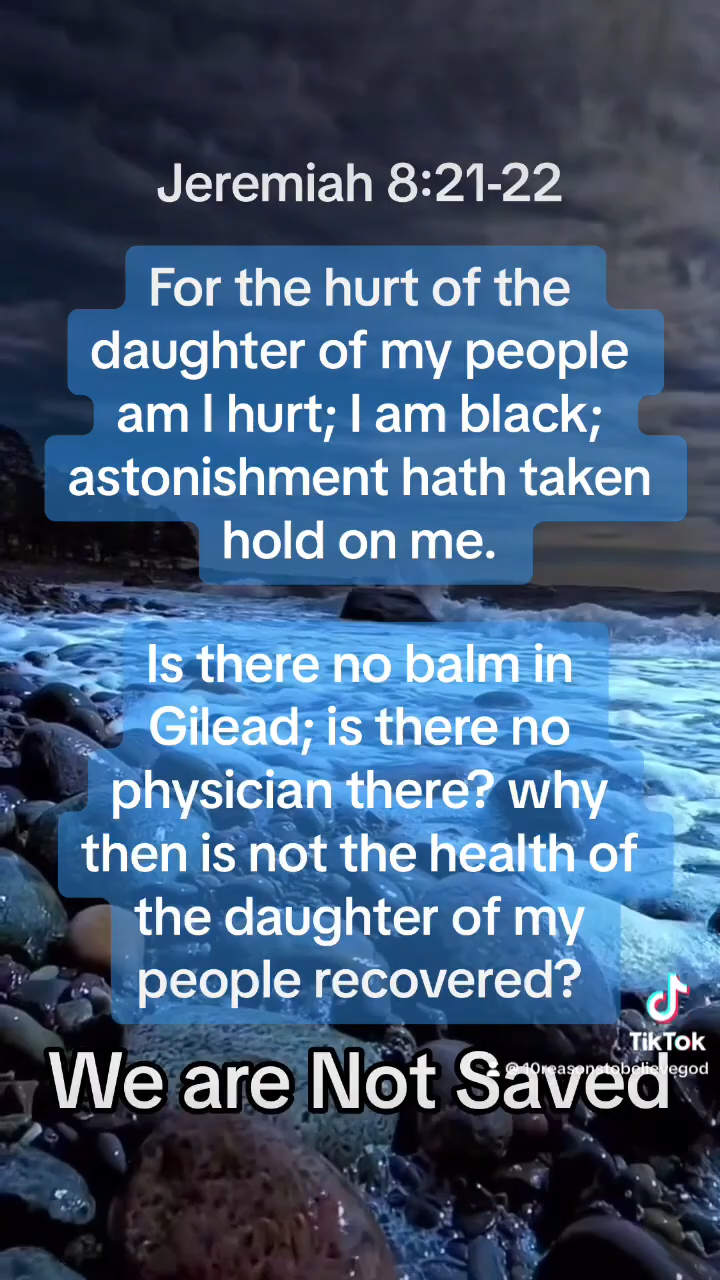 Jeremiah 8:21-22
For the hurt of the
daughter of my people
am I hurt; I am black;
astonishment hath taken
hold on me.
Is there no balm in
Gilead; is there no
physician there? why
then is not the health of
the daughter of my
people recovered?
TikTok
@10reasonstobelievegod
We are Not Saved